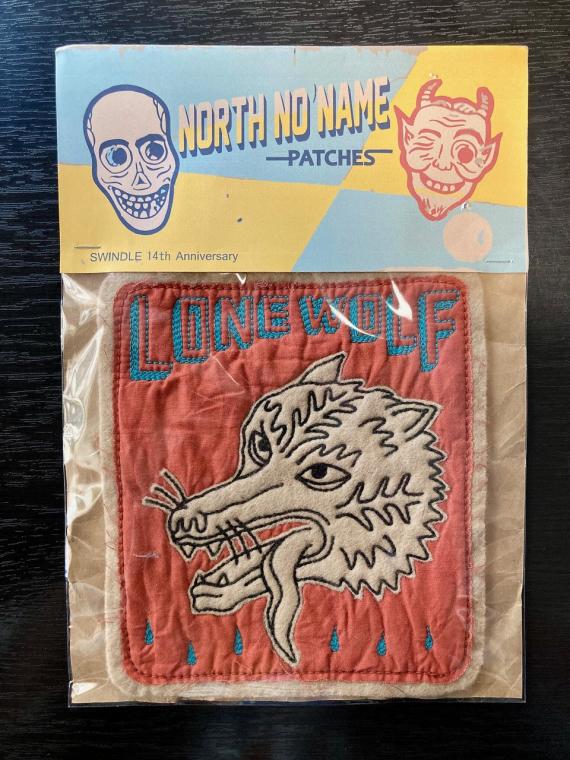 NORTH NO'NAME
PATCHES
SWINDLE 14th Anniversary
LONE WOLF